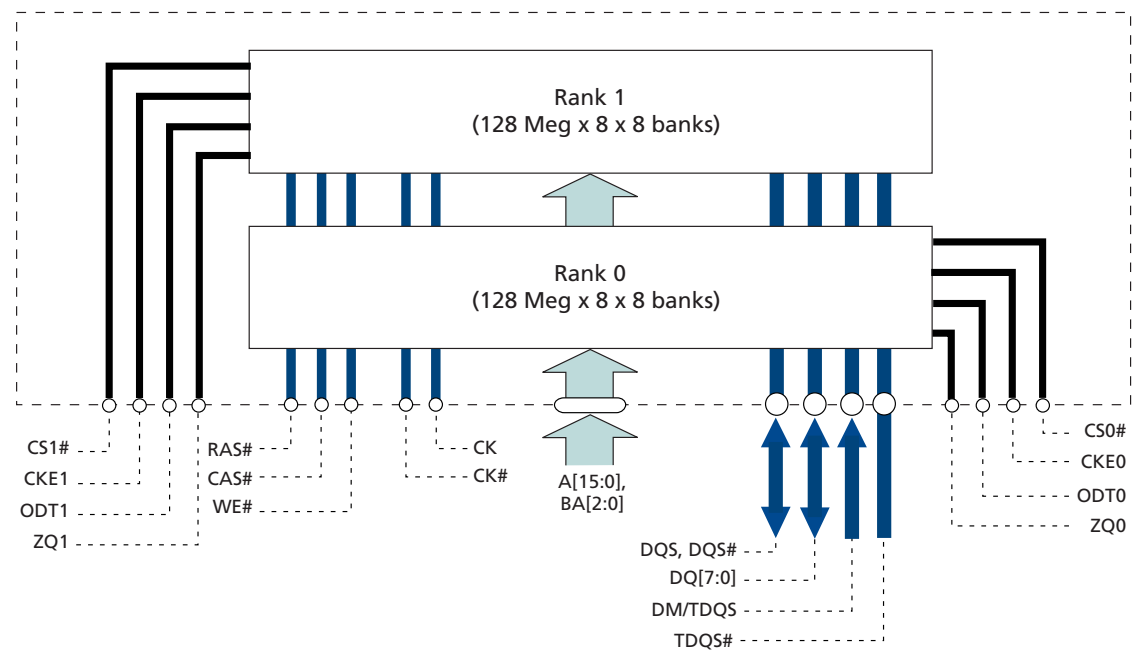 Rank 1
(128 Meg x 8 x 8 banks)
Rank 0
(128 Meg x 8 x 8 banks)
CS1#
CKE1
ODT1
ZQ1
RAS#
CAS#
WE#
CK
CK#
A[15:0],
BA[2:0]
CS0#
CKE0
ODT0
ZQ0
DQS, DQS#
DQ[7:0]
DM/TDQS
TDQS#